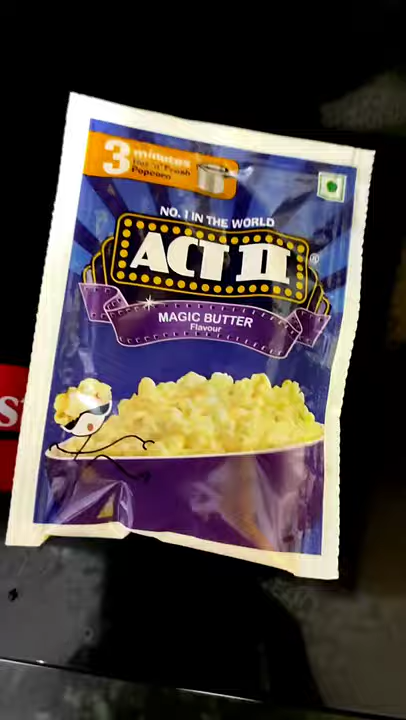 3 minutes
Hot 'n' Fresh
Popcorn
NO. 1 IN THE WORLD
ACT II®
MAGIC BUTTER
Flavour